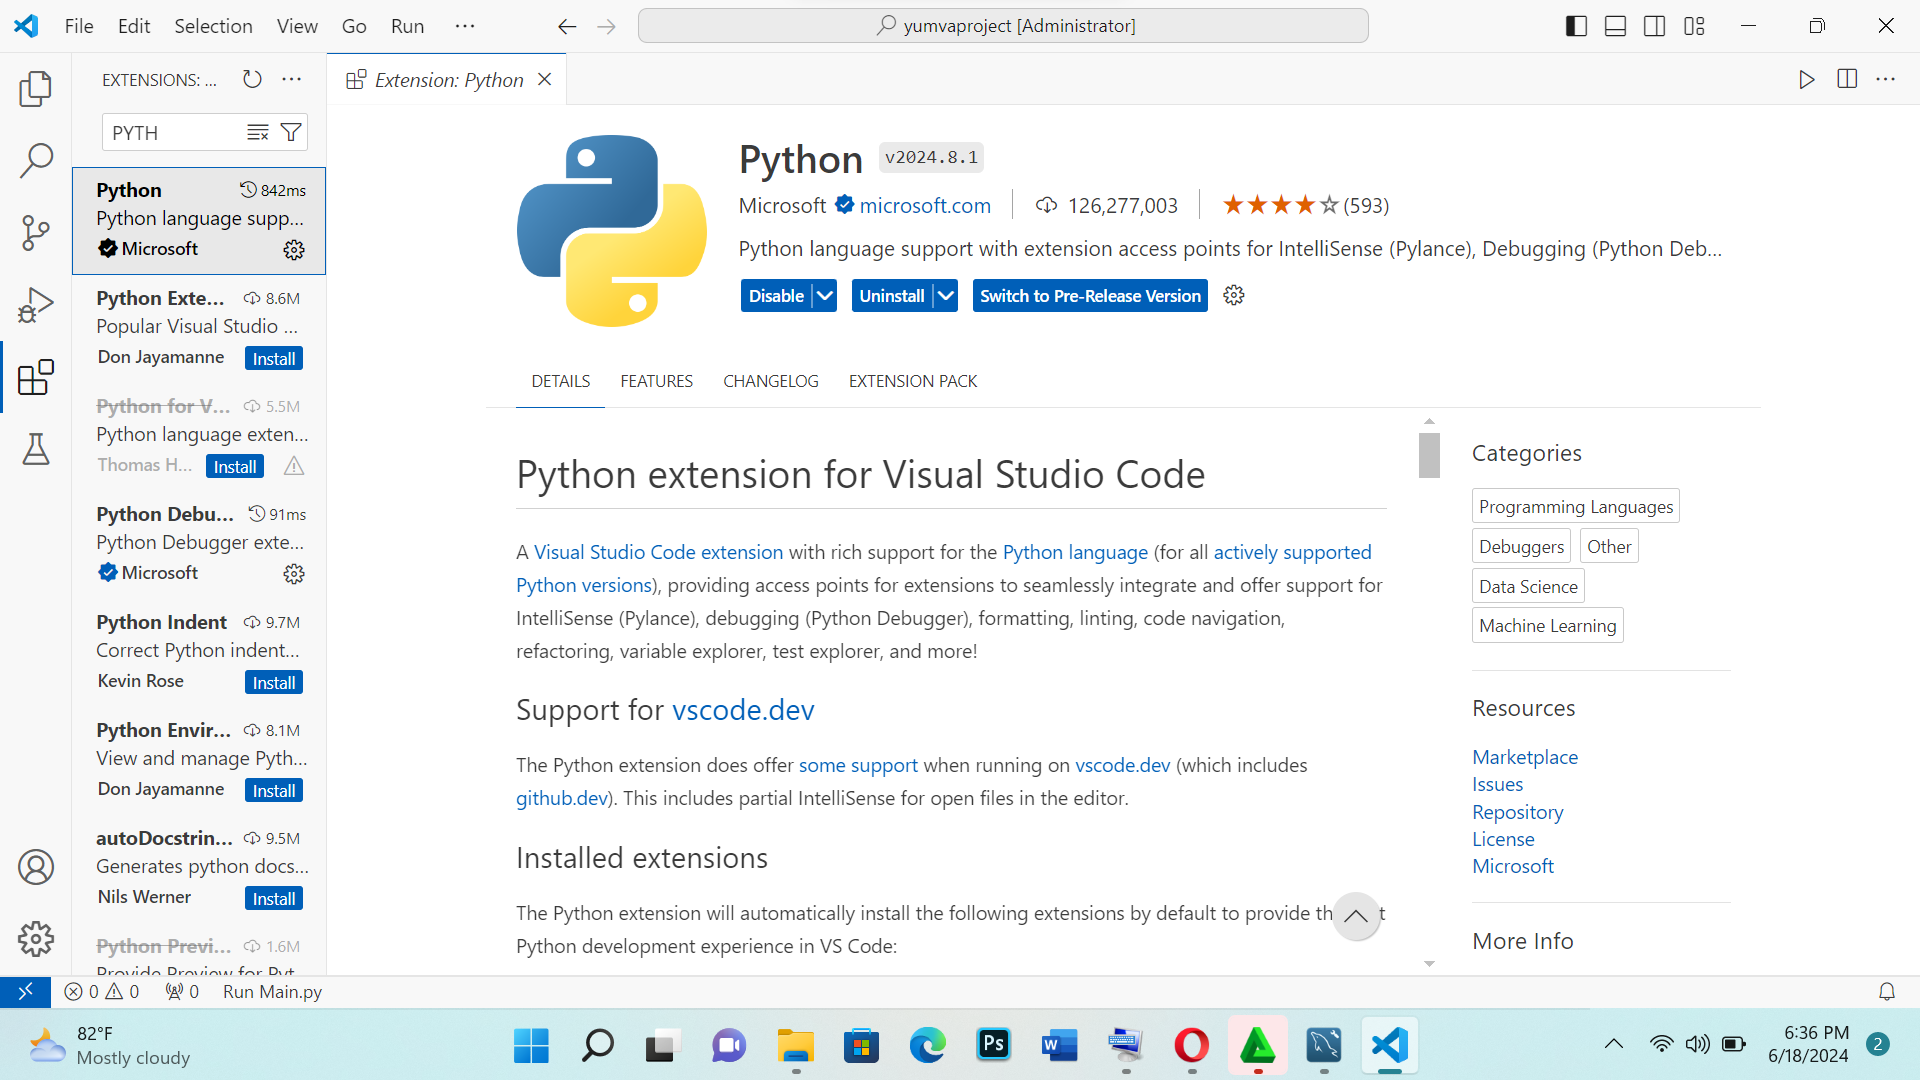 File Edit Selection View Go Run ··· yumvaproject [Administrator]
EXTENSIONS: ... ···
Extension: Python
PYTH
Python 842ms
Python language supp...
Microsoft
Python Exte... 8.6M
Popular Visual Studio ...
Don Jayamanne Install
Python for V... 5.5M
Python language exten...
Thomas H... Install
Python Debu... 91ms
Python Debugger exte...
Microsoft
Python Indent 9.7M
Correct Python indent...
Kevin Rose Install
Python Envir... 8.1M
View and manage Pyth...
Don Jayamanne Install
autoDocstrin... 9.5M
Generates python docs...
Nils Werner Install
Python Previ... 1.6M
Provide Preview for Pyt
Python v2024.8.1
Microsoft microsoft.com 126,277,003 (593)
Python language support with extension access points for IntelliSense (Pylance), Debugging (Python Deb...
Disable Uninstall Switch to Pre-Release Version
DETAILS FEATURES CHANGELOG EXTENSION PACK
Python extension for Visual Studio Code
A Visual Studio Code extension with rich support for the Python language (for all actively supported
Python versions), providing access points for extensions to seamlessly integrate and offer support for
IntelliSense (Pylance), debugging (Python Debugger), formatting, linting, code navigation,
refactoring, variable explorer, test explorer, and more!
Support for vscode.dev
The Python extension does offer some support when running on vscode.dev (which includes
github.dev). This includes partial IntelliSense for open files in the editor.
Installed extensions
The Python extension will automatically install the following extensions by default to provide th t
Python development experience in VS Code:
Categories
Programming Languages
Debuggers Other
Data Science
Machine Learning
Resources
Marketplace
Issues
Repository
License
Microsoft
More Info
0 0 0 Run Main.py
82°F
Mostly cloudy
Ps
W
6:36 PM
6/18/2024
2